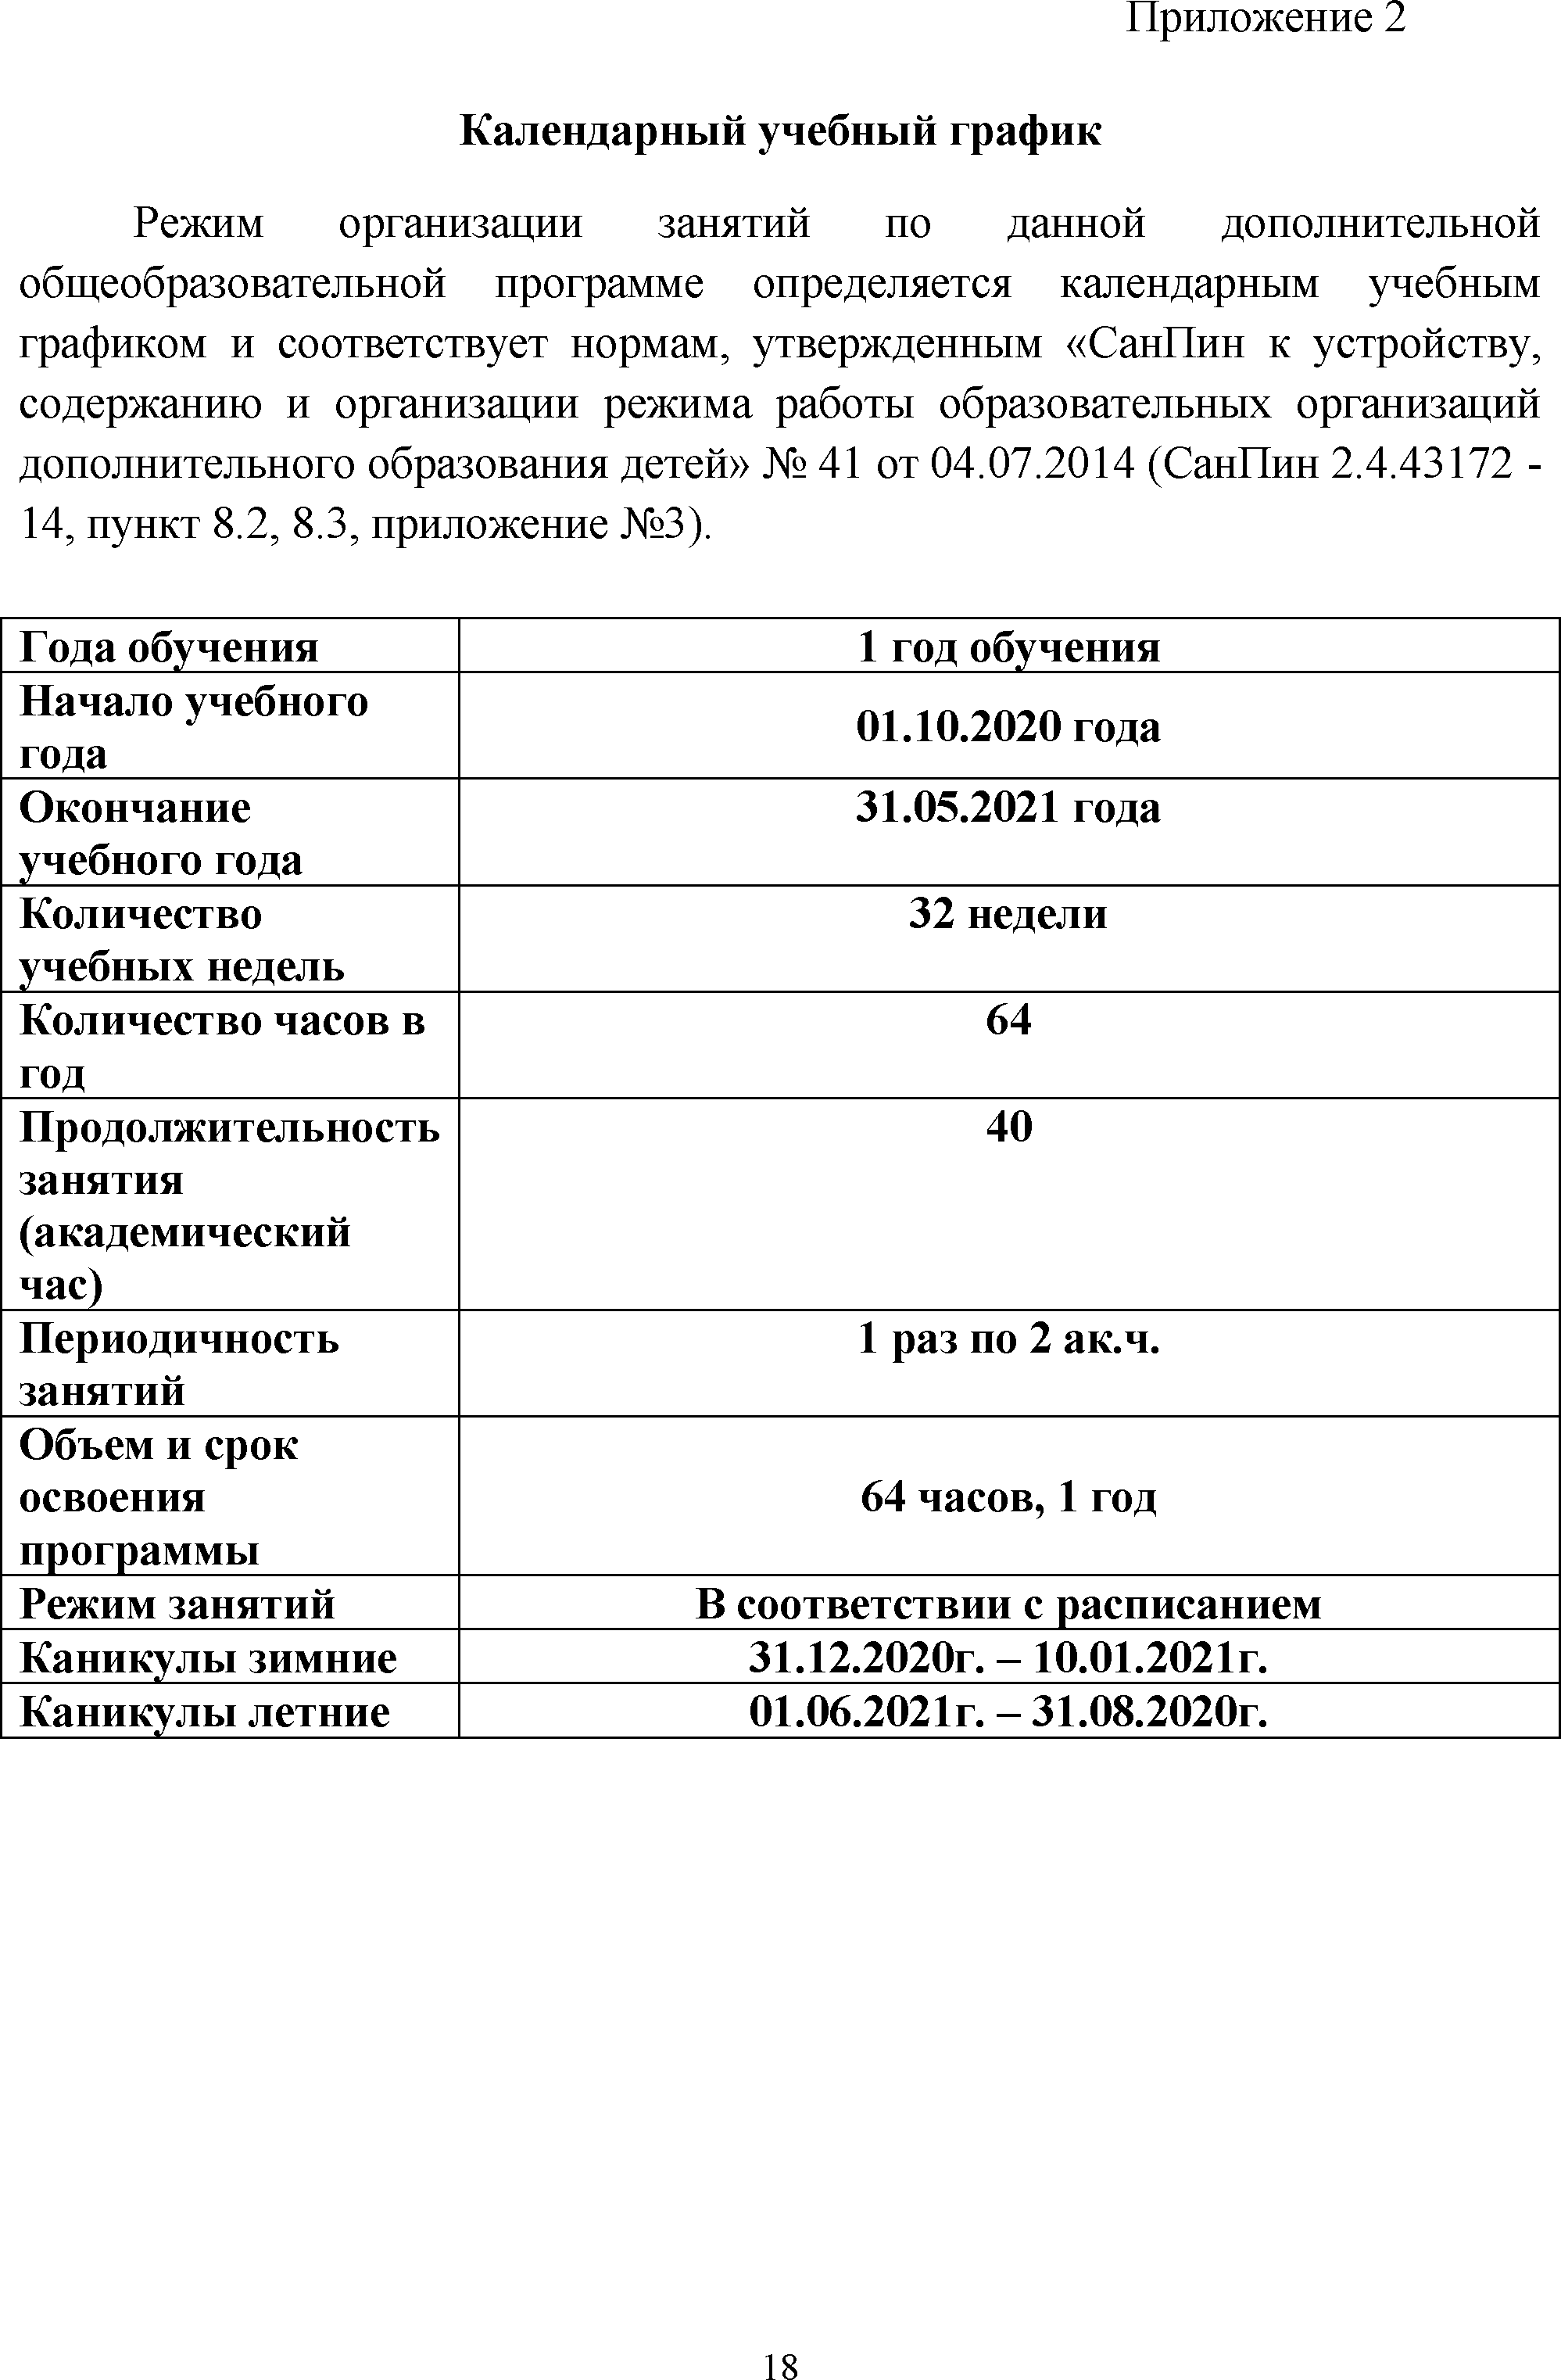 Приложение 2
Календарный учебный график
Режим организации занятий по данной дополнительной
общеобразовательной программе определяется календарным учебным
графиком и соответствует нормам, утвержденным «СанПин к устройству,
содержанию и организации режима работы образовательных организаций
дополнительного образования детей» № 41 от 04.07.2014 (СанПин 2.4.43172 -
14, пункт 8.2, 8.3, приложение №3).
Года обучения
1 год обучения
Начало учебного
года
01.10.2020 года
Окончание
учебного года
31.05.2021 года
Количество
учебных недель
32 недели
Количество часов в
год
64
Продолжительность
занятия
(академический
час)
40
Периодичность
занятий
1 раз по 2 ак.ч.
Объем и срок
освоения
программы
64 часов, 1 год
Режим занятий
В соответствии с расписанием
Каникулы зимние
31.12.2020г. – 10.01.2021г.
Каникулы летние
01.06.2021г. – 31.08.2020г.
18